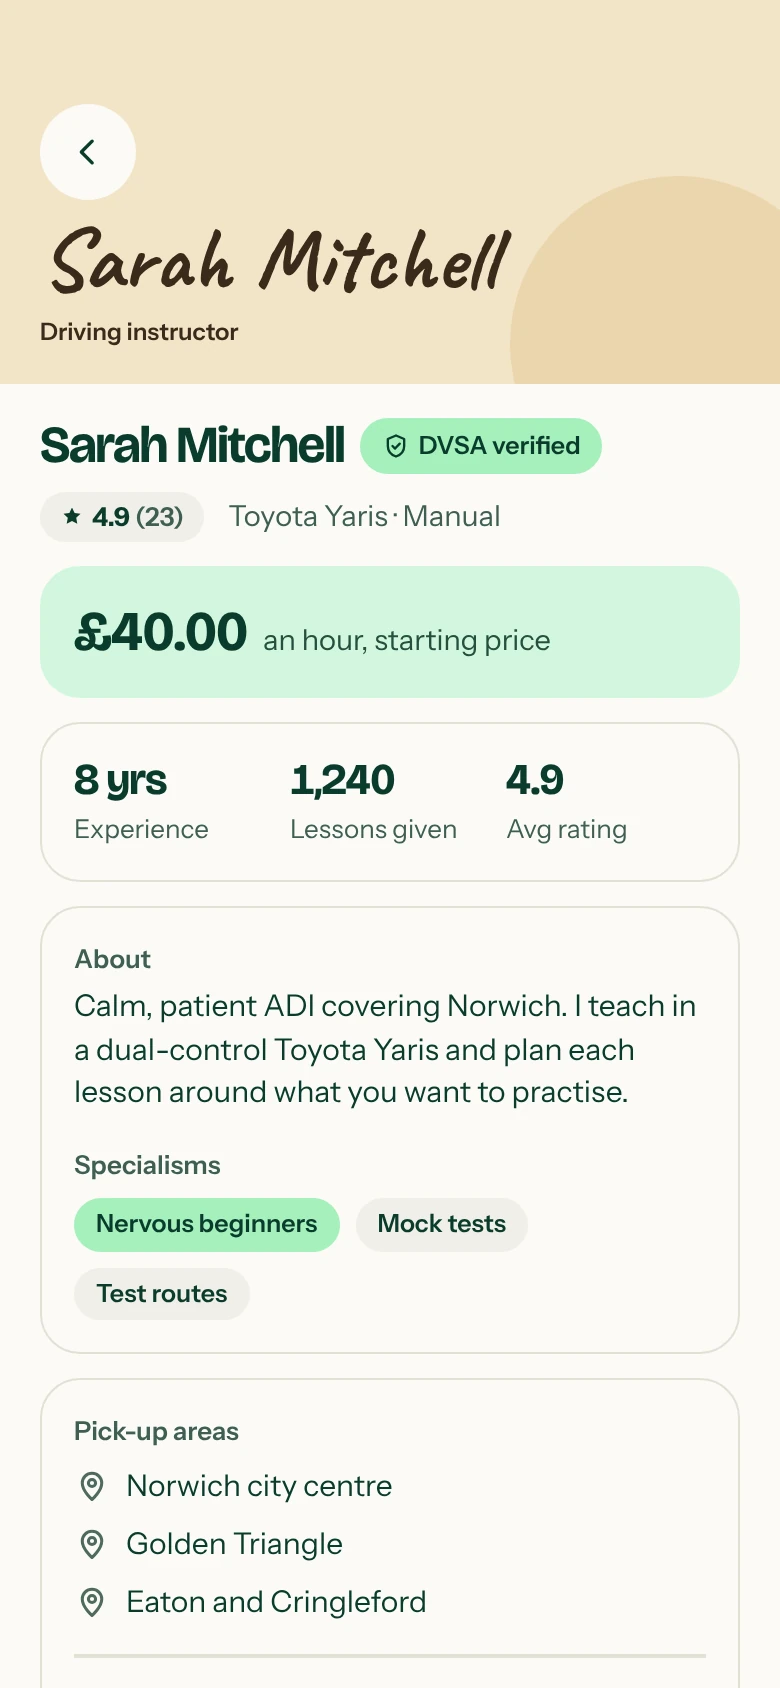 Sarah Mitchell
Driving instructor
Sarah Mitchell DVSA verified
★ 4.9 (23) Toyota Yaris · Manual
£40.00 an hour, starting price
8 yrs 1,240 4.9
Experience Lessons given Avg rating
About
Calm, patient ADI covering Norwich. I teach in
a dual-control Toyota Yaris and plan each
lesson around what you want to practise.
Specialisms
Nervous beginners Mock tests
Test routes
Pick-up areas
Norwich city centre
Golden Triangle
Eaton and Cringleford